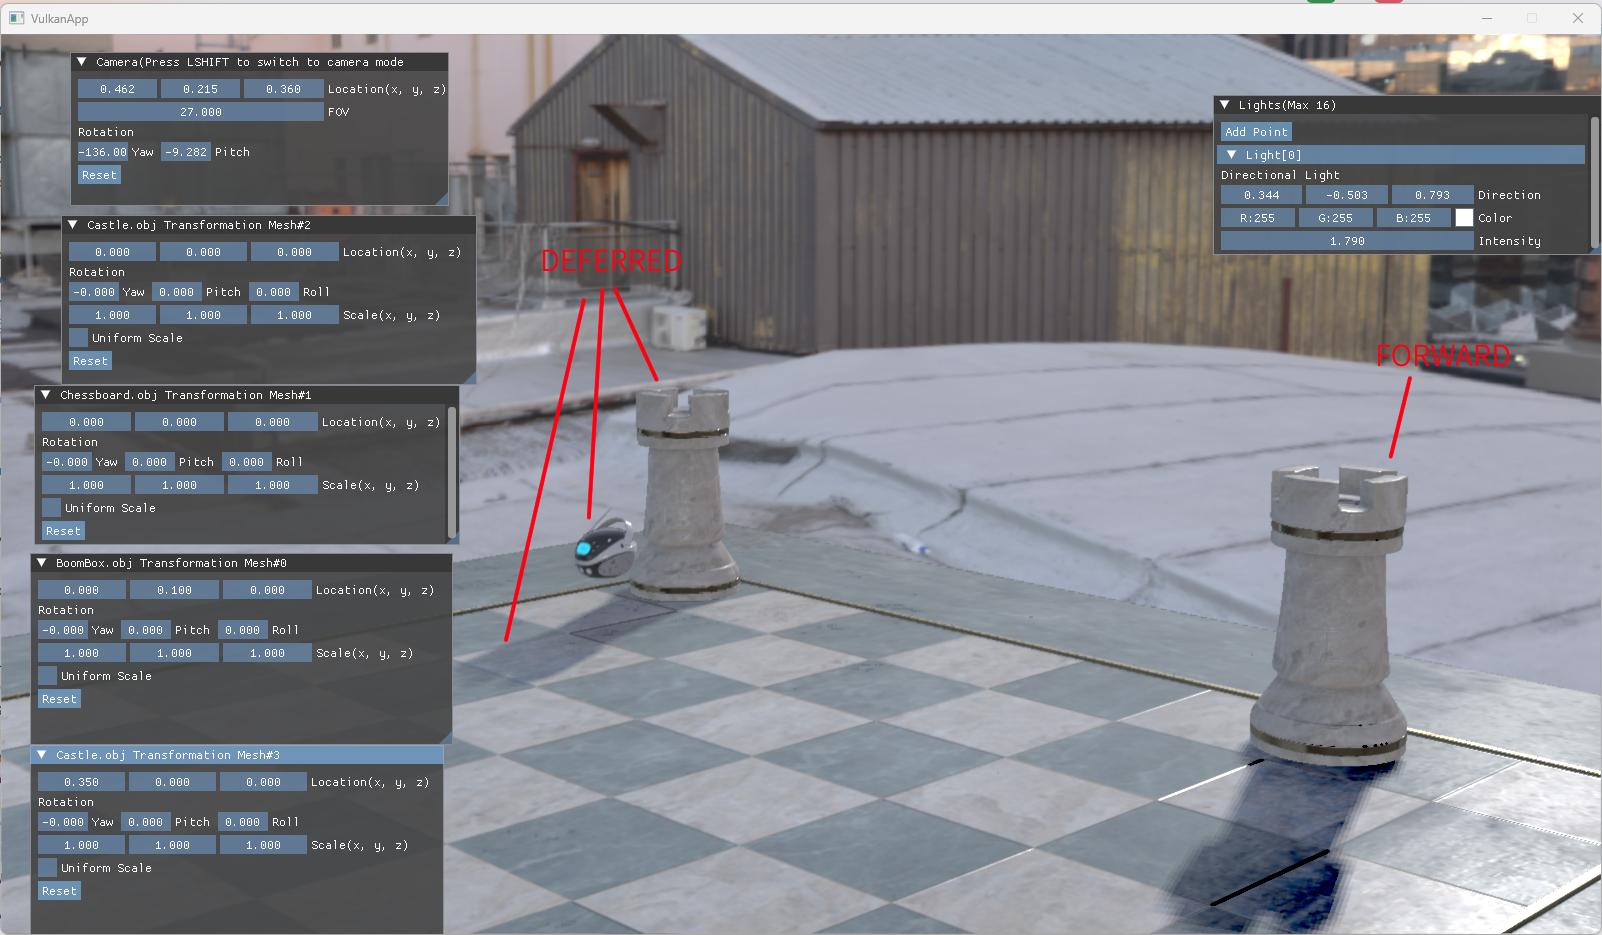 VulkanApp
Camera(Press LSHIFT to switch to camera mode
0.462 0.215 0.360 Location(x, y, z)
27.000 FOV
Rotation
-136.00 Yaw -9.282 Pitch
Reset
Lights(Max 16)
Add Point
Light[0]
Directional Light
0.344 -0.503 0.793 Direction
R:255 G:255 B:255 Color
1.790 Intensity
Castle.obj Transformation Mesh#2
0.000 0.000 0.000 Location(x, y, z)
Rotation
-0.000 Yaw 0.000 Pitch 0.000 Roll
1.000 1.000 1.000 Scale(x, y, z)
Uniform Scale
Reset
DEFERRED
FORWARD
Chessboard.obj Transformation Mesh#1
0.000 0.000 0.000 Location(x, y, z)
Rotation
-0.000 Yaw 0.000 Pitch 0.000 Roll
1.000 1.000 1.000 Scale(x, y, z)
Uniform Scale
Reset
BoomBox.obj Transformation Mesh#0
0.000 0.100 0.000 Location(x, y, z)
Rotation
-0.000 Yaw 0.000 Pitch 0.000 Roll
1.000 1.000 1.000 Scale(x, y, z)
Uniform Scale
Reset
Castle.obj Transformation Mesh#3
0.350 0.000 0.000 Location(x, y, z)
Rotation
-0.000 Yaw 0.000 Pitch 0.000 Roll
1.000 1.000 1.000 Scale(x, y, z)
Uniform Scale
Reset